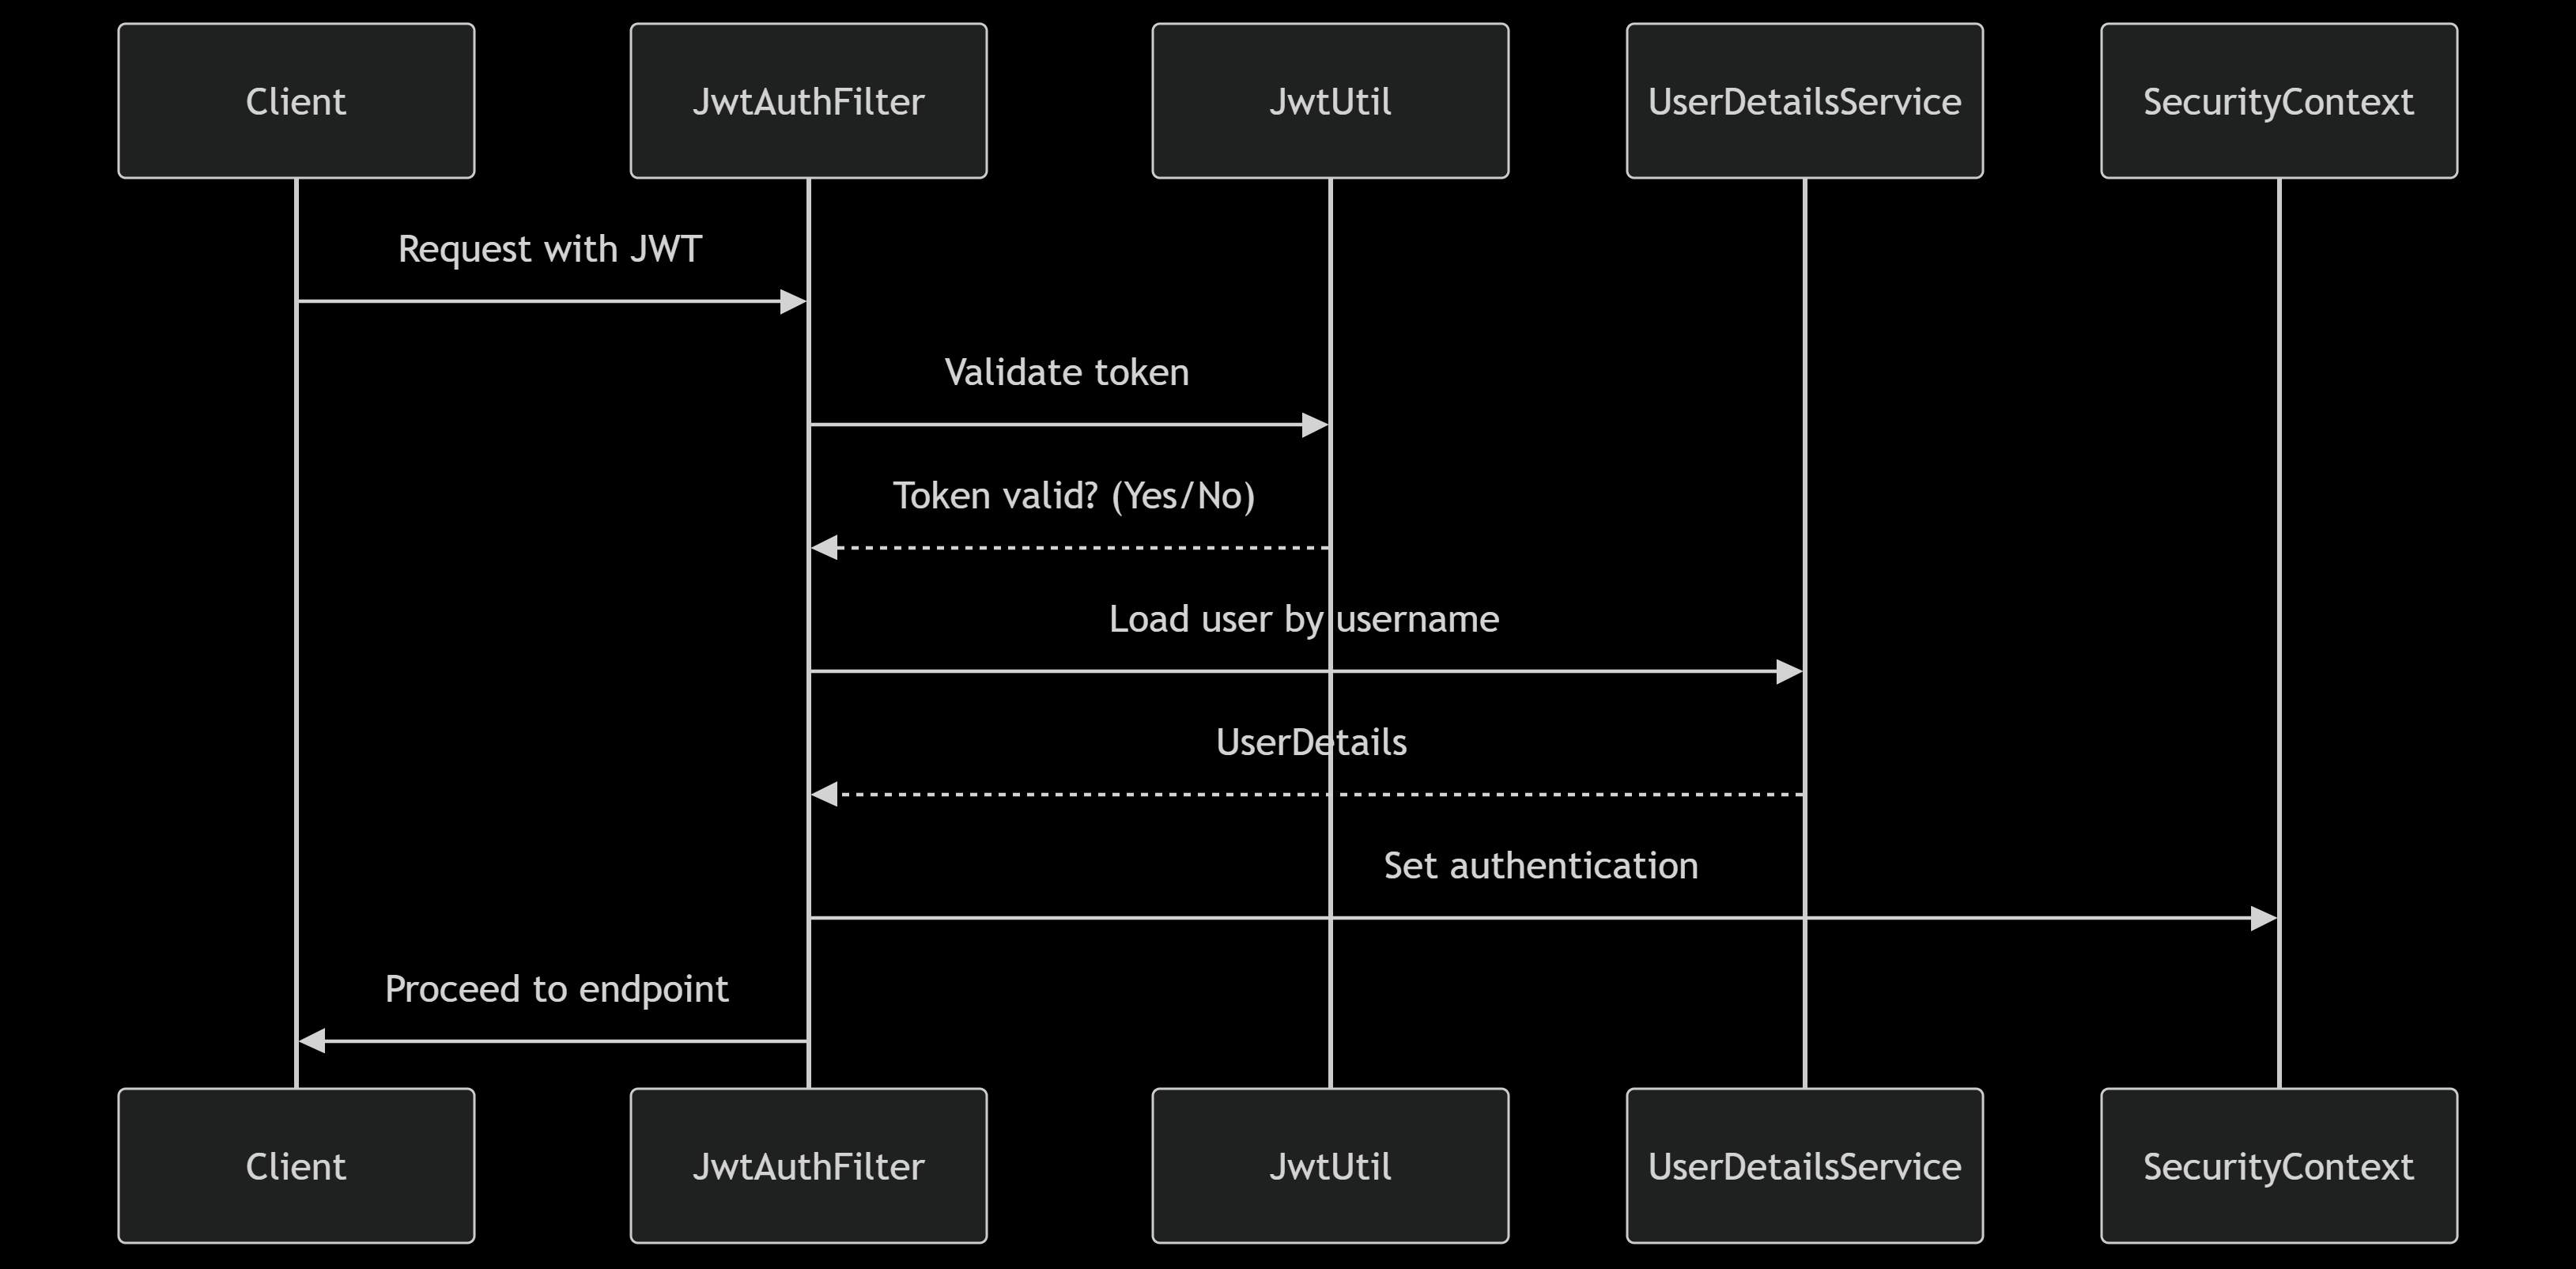 Client
JwtAuthFilter
JwtUtil
UserDetailsService
SecurityContext
Request with JWT
Validate token
Token valid? (Yes/No)
Load user by username
UserDetails
Set authentication
Proceed to endpoint
Client
JwtAuthFilter
JwtUtil
UserDetailsService
SecurityContext